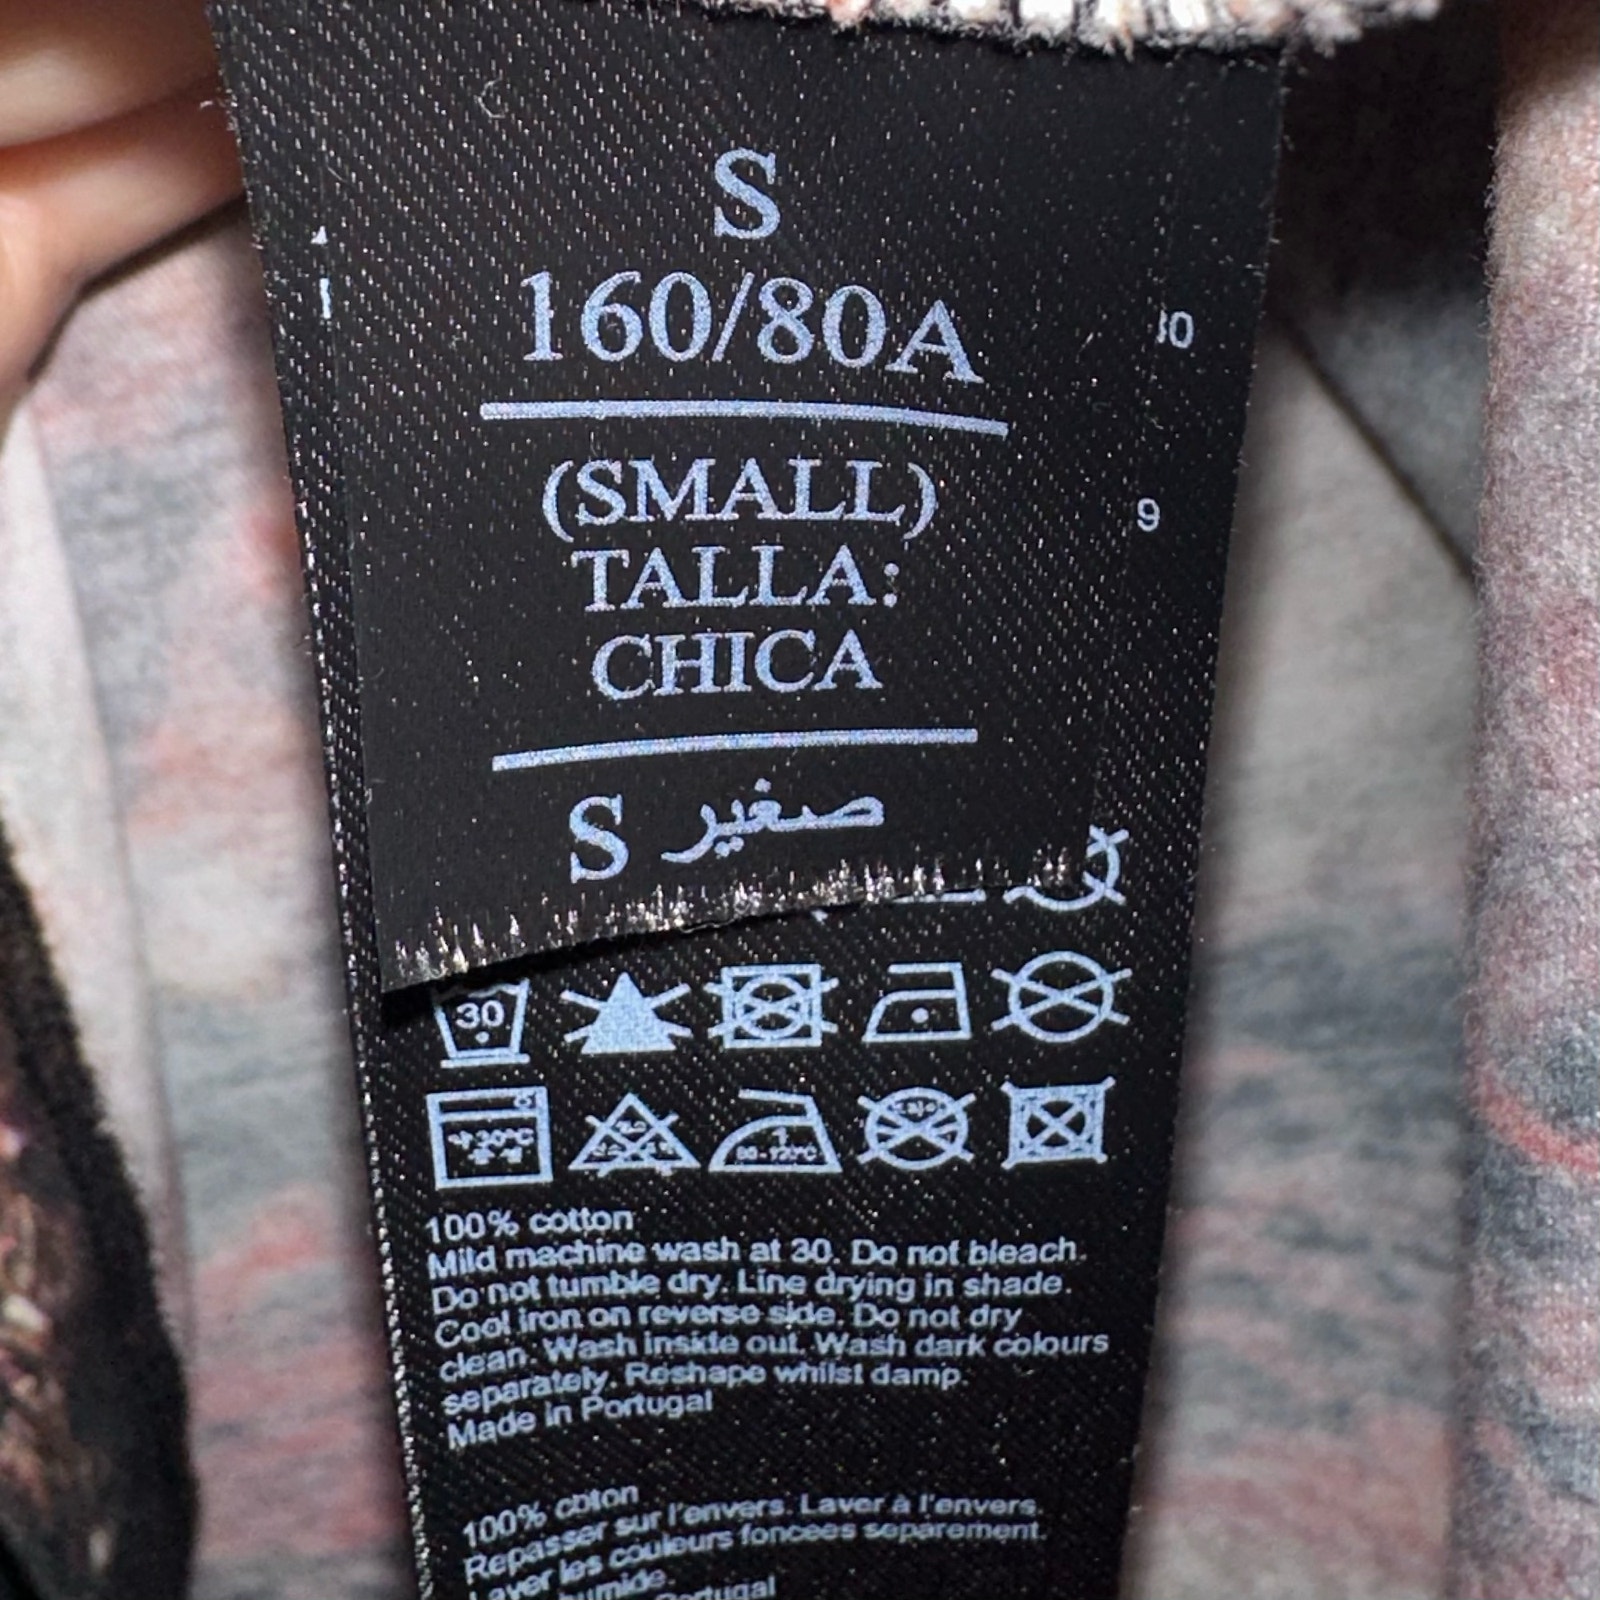 S
160/80A
(SMALL)
TALLA:
CHICA
S صغير
9
30
100% cotton
Mild machine wash at 30. Do not bleach.
Do not tumble dry. Line drying in shade.
Cool iron on reverse side. Do not dry
clean. Wash inside out. Wash dark colours
separately. Reshape whilst damp.
Made in Portugal
100% coton
Repasser sur l'envers. Laver à l'envers.
Laver les couleurs foncees separement.
humide.
Portugal